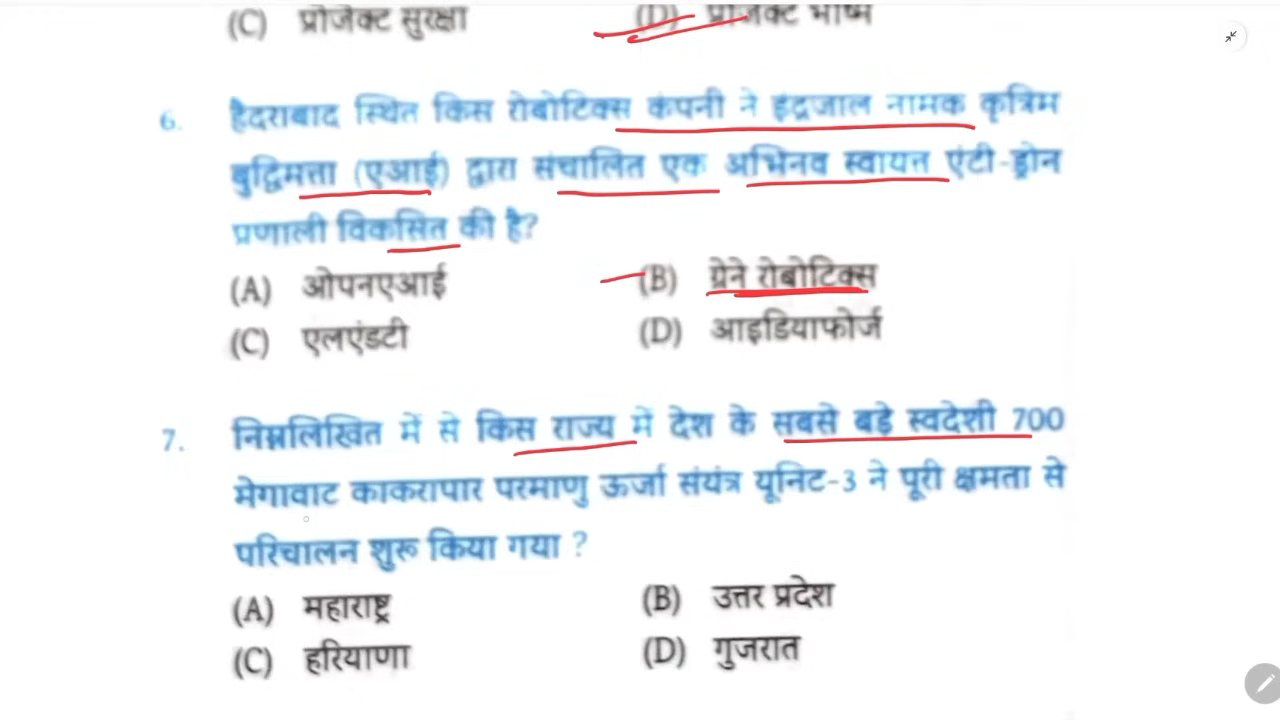 (C) प्रोजेक्ट सुरक्षा (D) प्रोजेक्ट भीष्म
6. हैदराबाद स्थित किस रोबोटिक्स कंपनी ने इंद्रजाल नामक कृत्रिम
बुद्धिमत्ता (एआई) द्वारा संचालित एक अभिनव स्वायत्त एंटी-ड्रोन
प्रणाली विकसित की है?
(A) ओपनएआई (B) ग्रेने रोबोटिक्स
(C) एलएंडटी (D) आइडियाफोर्ज
7. निम्नलिखित में से किस राज्य में देश के सबसे बड़े स्वदेशी 700
मेगावाट काकरापार परमाणु ऊर्जा संयंत्र यूनिट-3 ने पूरी क्षमता से
परिचालन शुरू किया गया ?
(A) महाराष्ट्र (B) उत्तर प्रदेश
(C) हरियाणा (D) गुजरात